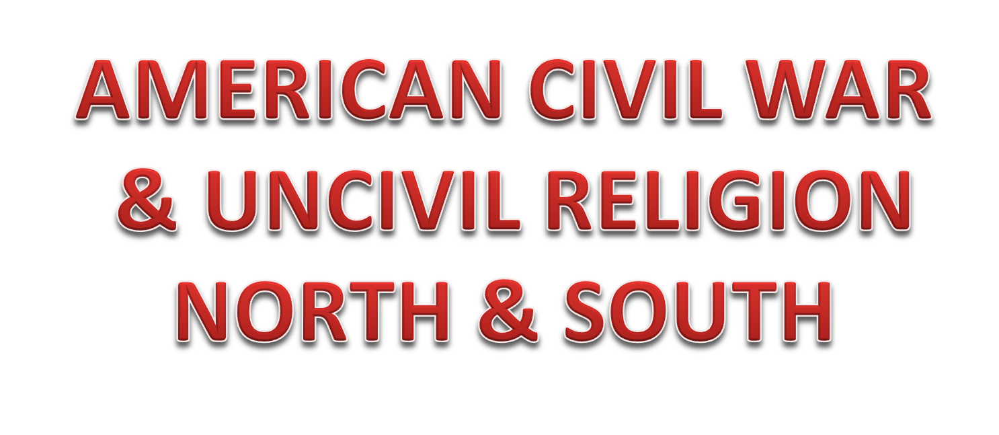 AMERICAN CIVIL WAR
& UNCIVIL RELIGION
NORTH & SOUTH